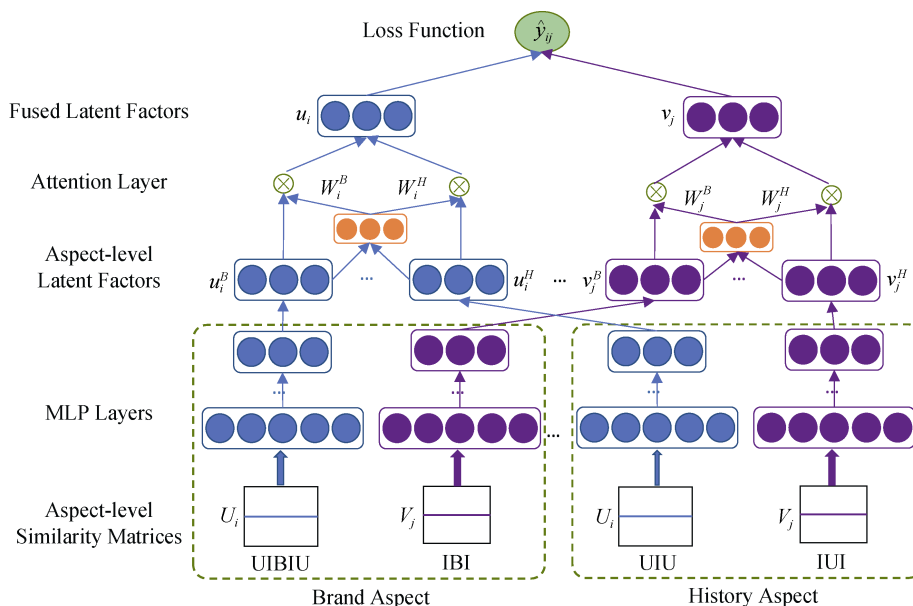 Loss Function
ŷ_ij
Fused Latent Factors
u_i
v_j
Attention Layer
W_i^B
W_i^H
W_j^B
W_j^H
Aspect-level
Latent Factors
u_i^B
...
u_i^H
...
v_j^B
...
v_j^H
MLP Layers
...
...
...
...
...
Aspect-level
Similarity Matrices
U_i
V_j
U_i
V_j
UIBIU
IBI
UIU
IUI
Brand Aspect
History Aspect